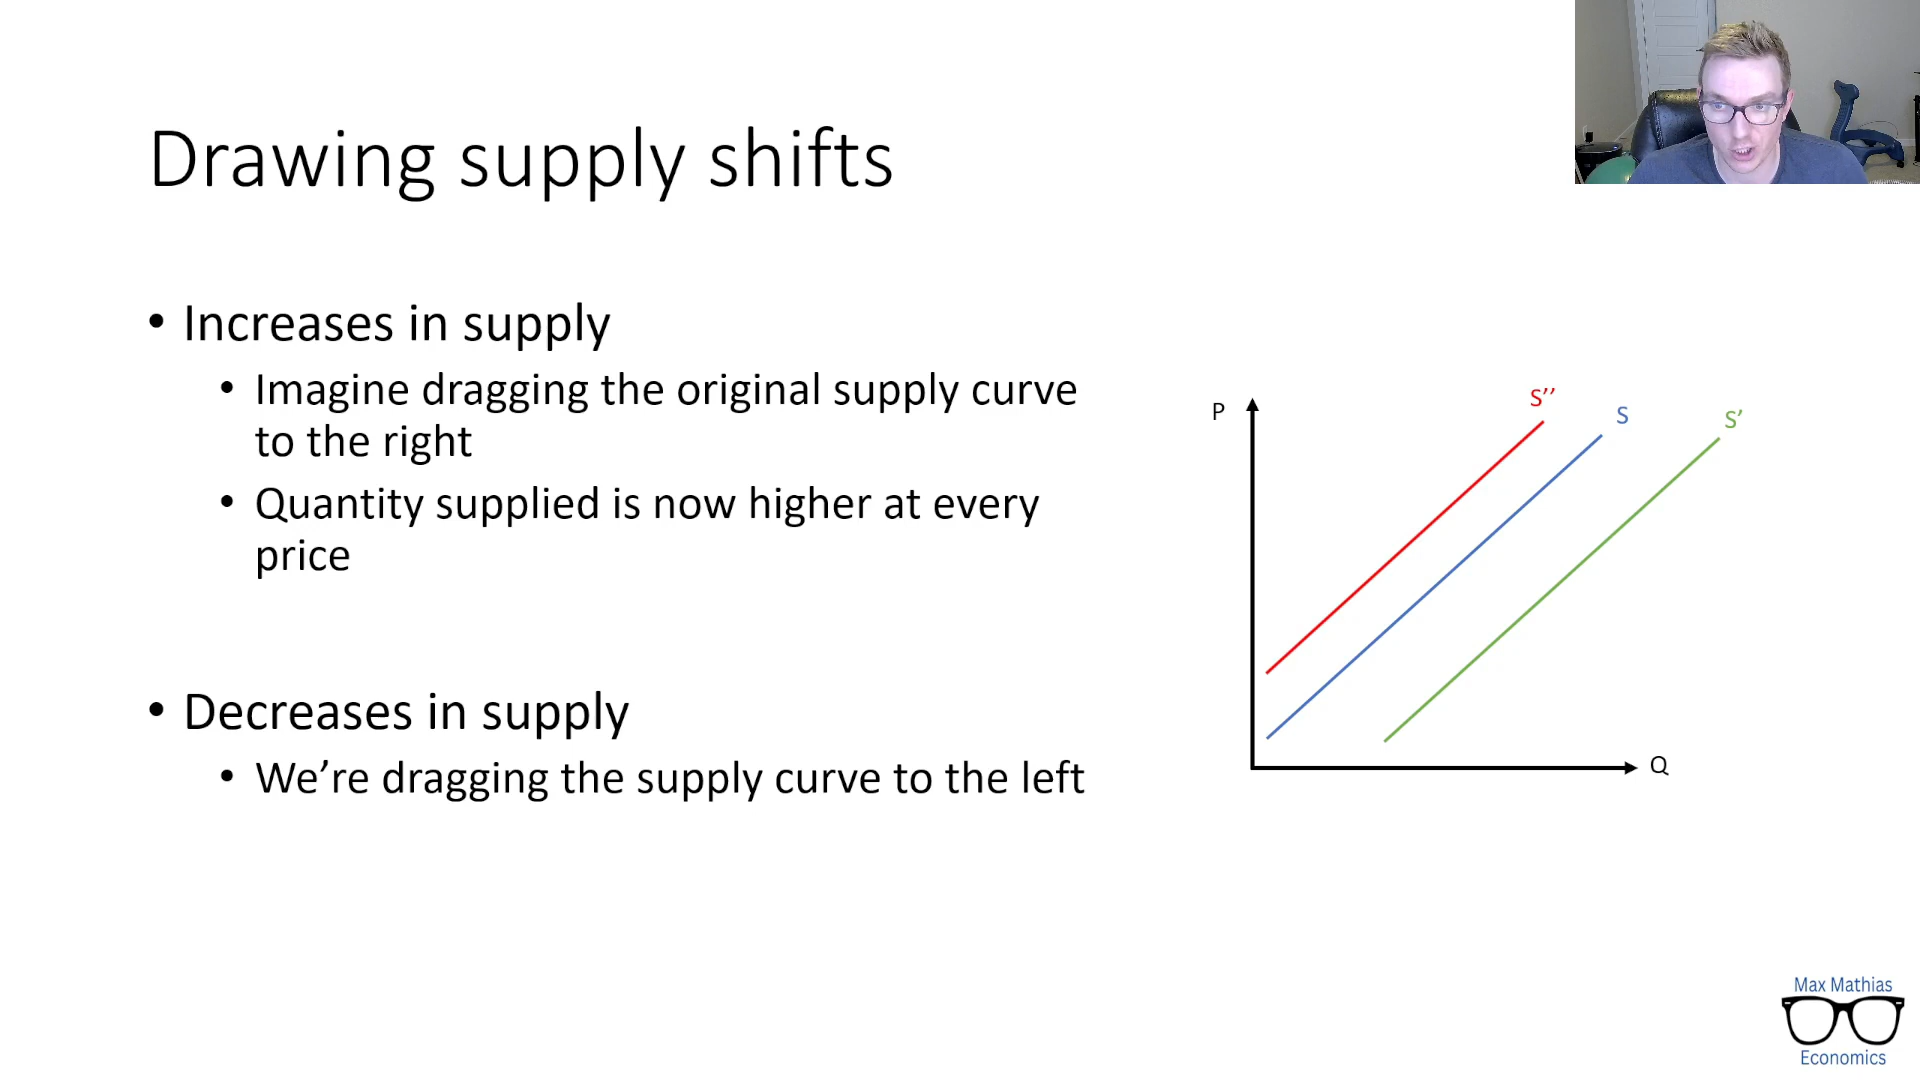 Drawing supply shifts
• Increases in supply
• Imagine dragging the original supply curve
to the right
• Quantity supplied is now higher at every
price
• Decreases in supply
• We’re dragging the supply curve to the left
P
S’’
S
S’
Q
Max Mathias
Economics